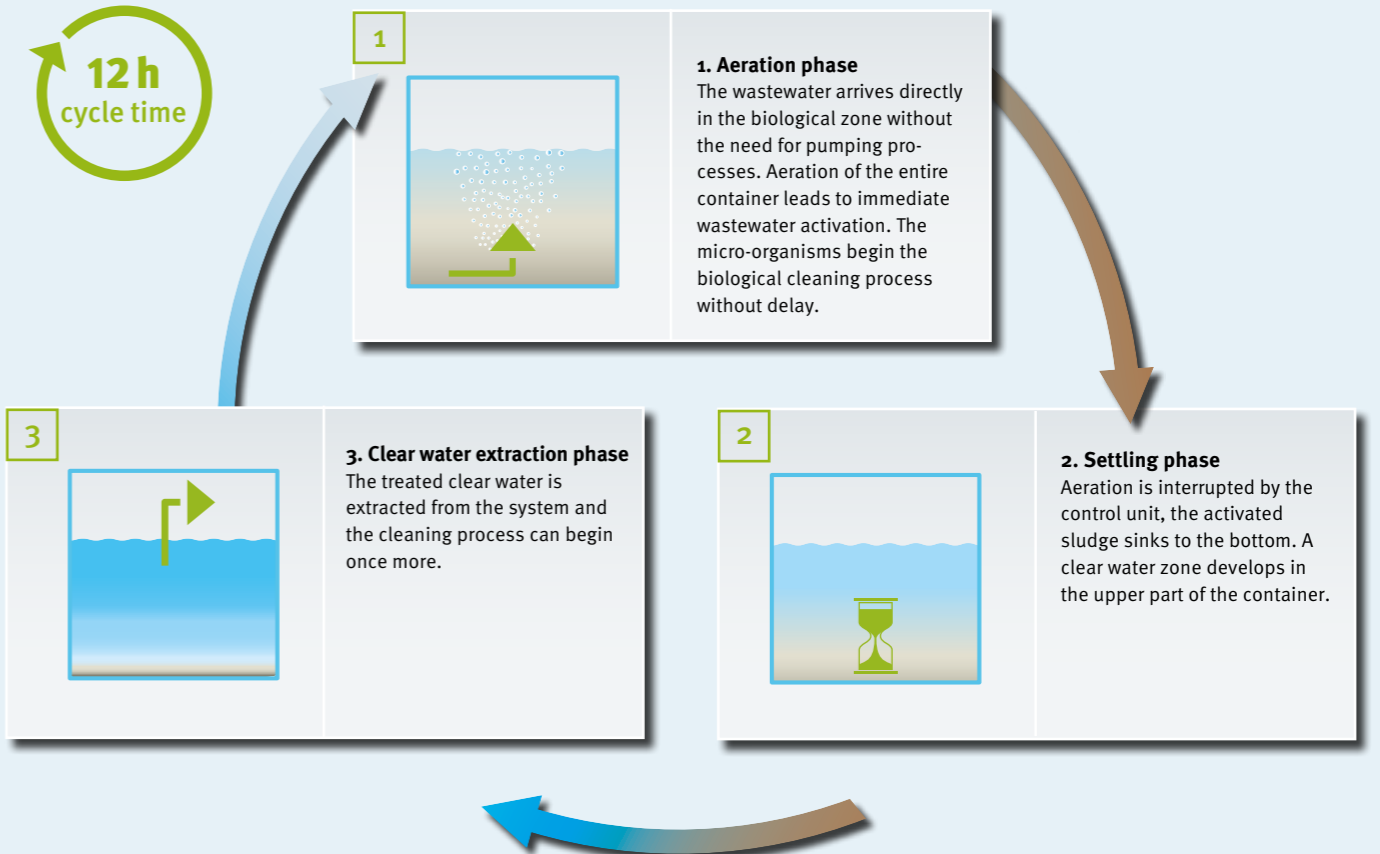 12 h
cycle time
1
1. Aeration phase
The wastewater arrives directly
in the biological zone without
the need for pumping pro-
cesses. Aeration of the entire
container leads to immediate
wastewater activation. The
micro-organisms begin the
biological cleaning process
without delay.
2
2. Settling phase
Aeration is interrupted by the
control unit, the activated
sludge sinks to the bottom. A
clear water zone develops in
the upper part of the container.
3
3. Clear water extraction phase
The treated clear water is
extracted from the system and
the cleaning process can begin
once more.